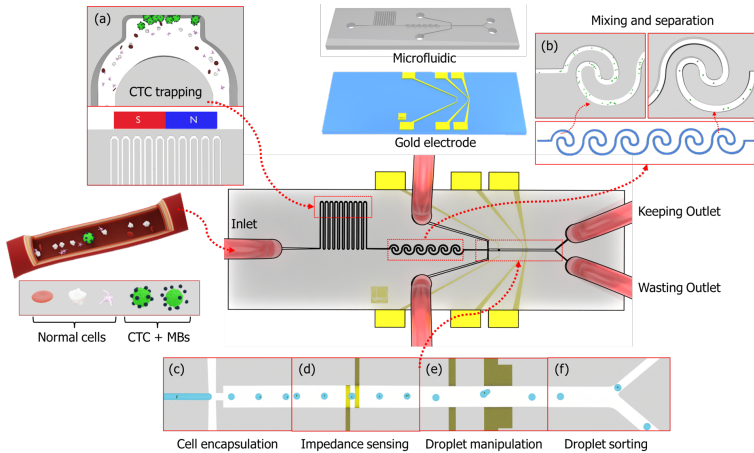 (a)
CTC trapping
S N
Microfluidic
Gold electrode
Mixing and separation
(b)
Inlet
Keeping Outlet
Wasting Outlet
Normal cells
CTC + MBs
(c)
(d)
(e)
(f)
Cell encapsulation
Impedance sensing
Droplet manipulation
Droplet sorting